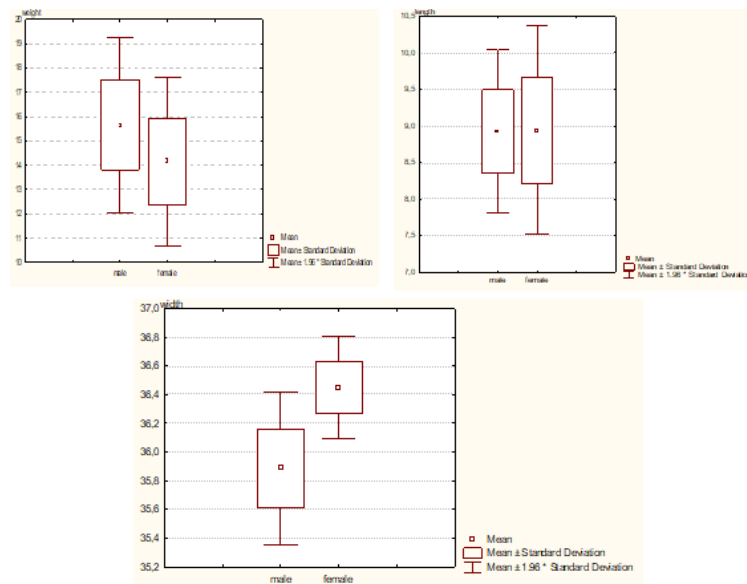 weight
20
19
18
17
16
15
14
13
12
11
10
male female
Mean
Mean±Standard Deviation
Mean±1.96 * Standard Deviation
length
10,5
10,0
9,5
9,0
8,5
8,0
7,5
7,0
male female
Mean
Mean ± Standard Deviation
Mean ± 1.96 * Standard Deviation
width
37,0
36,8
36,6
36,4
36,2
36,0
35,8
35,6
35,4
35,2
male female
Mean
Mean ±Standard Deviation
Mean ±1.96 * Standard Deviation